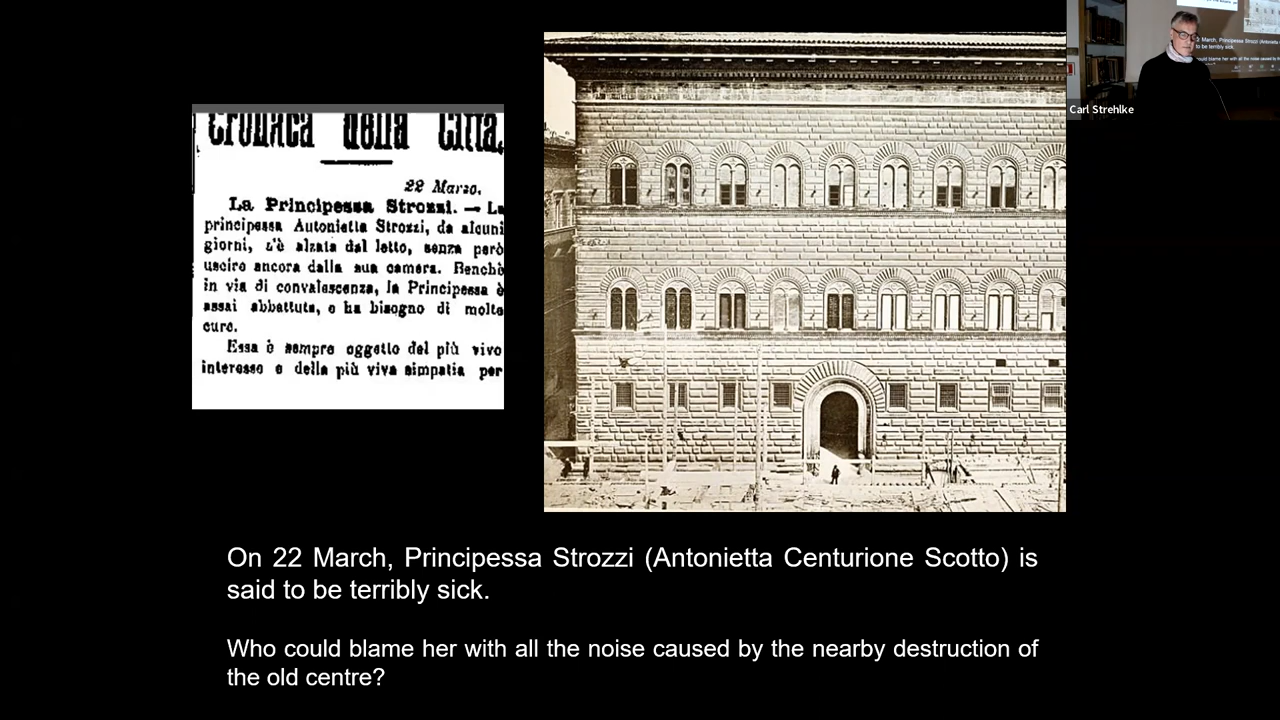 Cronaca della Città.
22 Marzo.
La Principessa Strozzi. — La
principessa Antonietta Strozzi, da alcuni
giorni, s'è alzata dal letto, senza però
uscire ancora dalla sua camera. Benchè
in via di convalescenza, la Principessa è
assai abbattuta, e ha bisogno di molte
cure.
Essa è sempre oggetto del più vivo
interesse e della più viva simpatia per
On 22 March, Principessa Strozzi (Antonietta Centurione Scotto) is
said to be terribly sick.
Who could blame her with all the noise caused by the nearby destruction of
the old centre?
Carl Strehlke